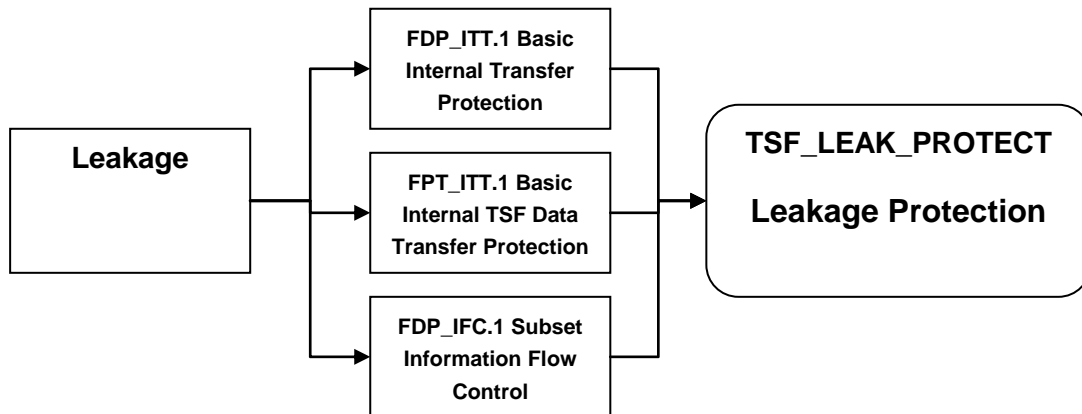 Leakage
FDP_ITT.1 Basic
Internal Transfer
Protection
FPT_ITT.1 Basic
Internal TSF Data
Transfer Protection
FDP_IFC.1 Subset
Information Flow
Control
TSF_LEAK_PROTECT
Leakage Protection